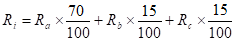 R_i = R_a × 70/100 + R_b × 15/100 + R_c × 15/100